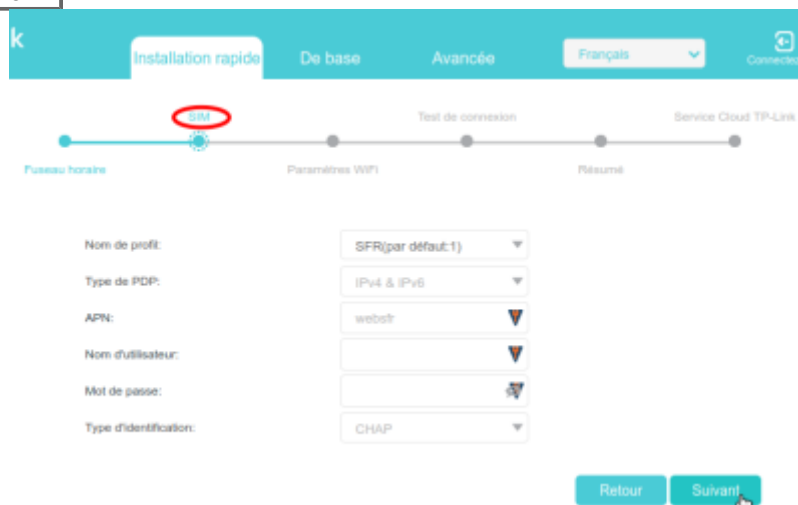 k
Installation rapide De base Avancée Français Connectez
SIM Test de connexion Service Cloud TP-Link
Fuseau horaire Paramètres WiFi Résumé
Nom de profil: SFR(par défaut:1)
Type de PDP: IPv4 & IPv6
APN: websfr
Nom d'utilisateur:
Mot de passe:
Type d'identification: CHAP
Retour Suivant